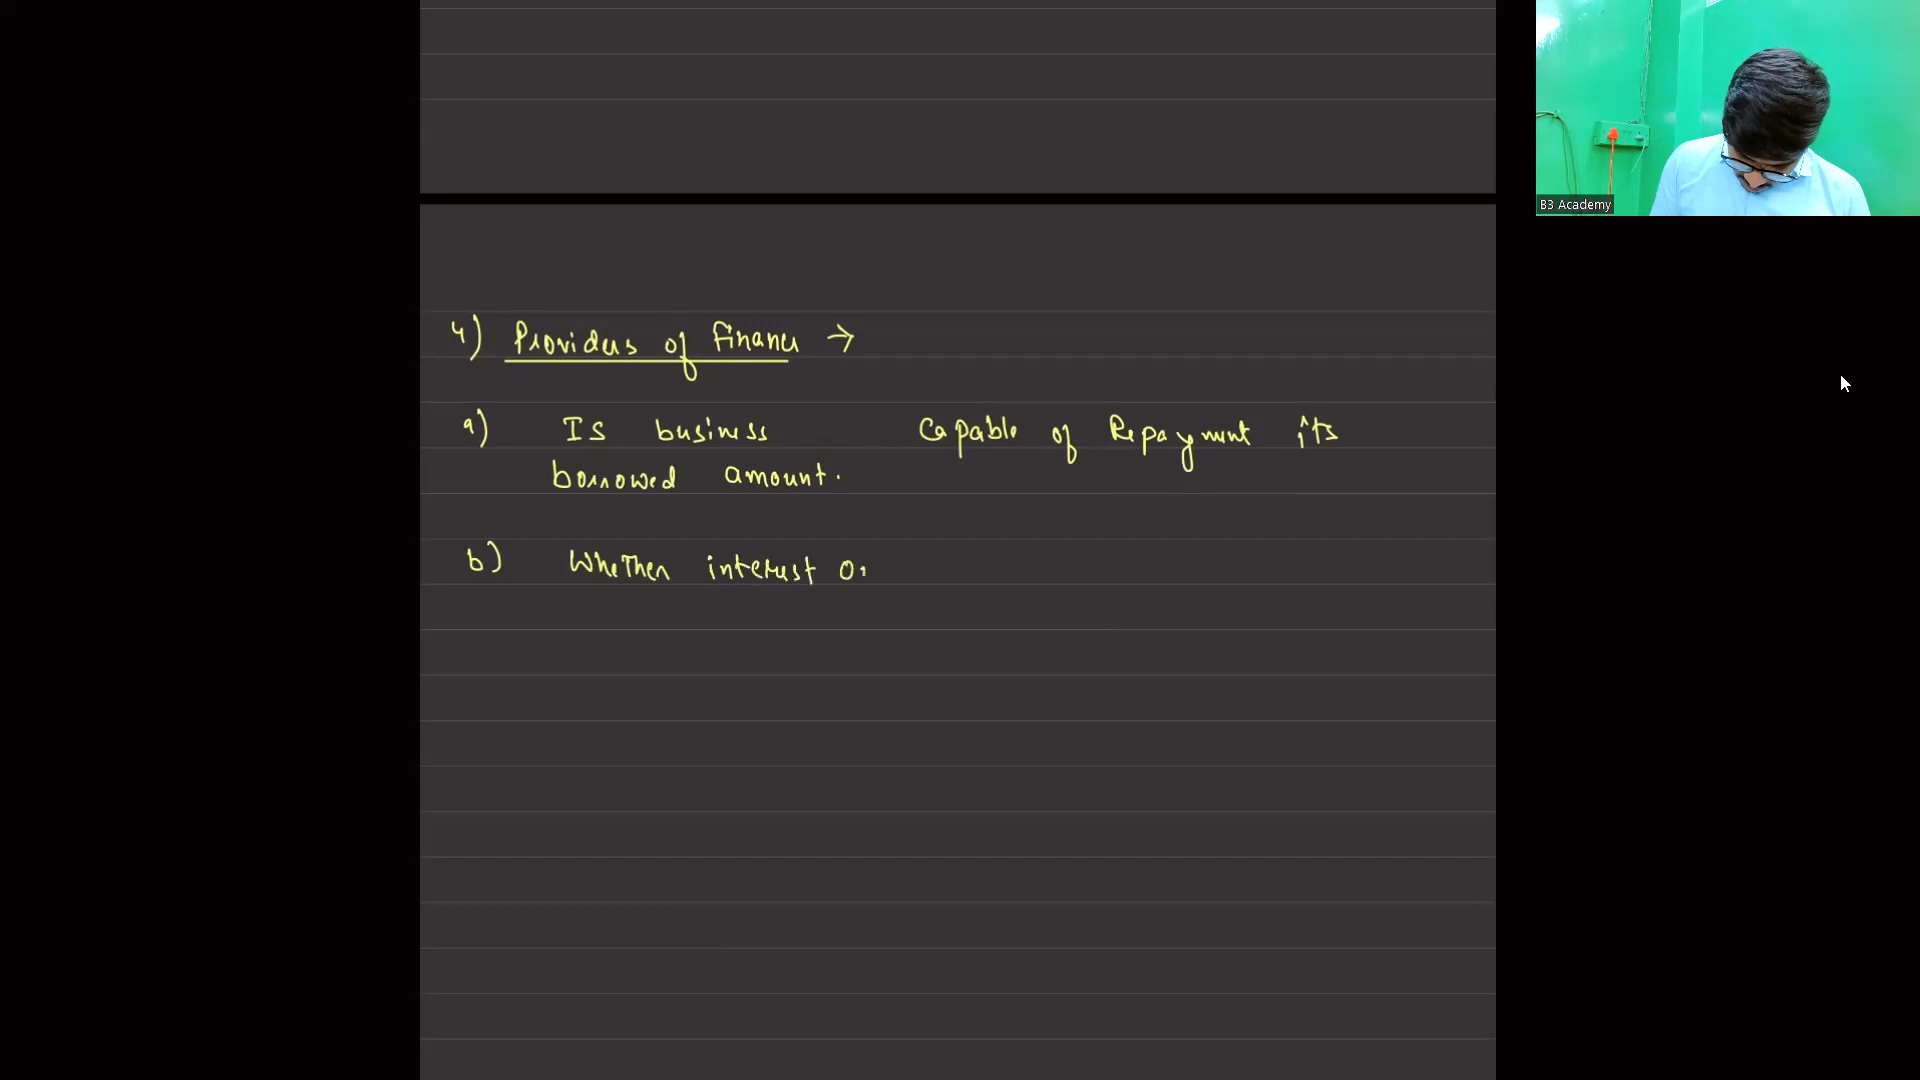 4) Providers of finance →
a) Is business Capable of Repayment its
borrowed amount.
b) Whether interest o
B3 Academy